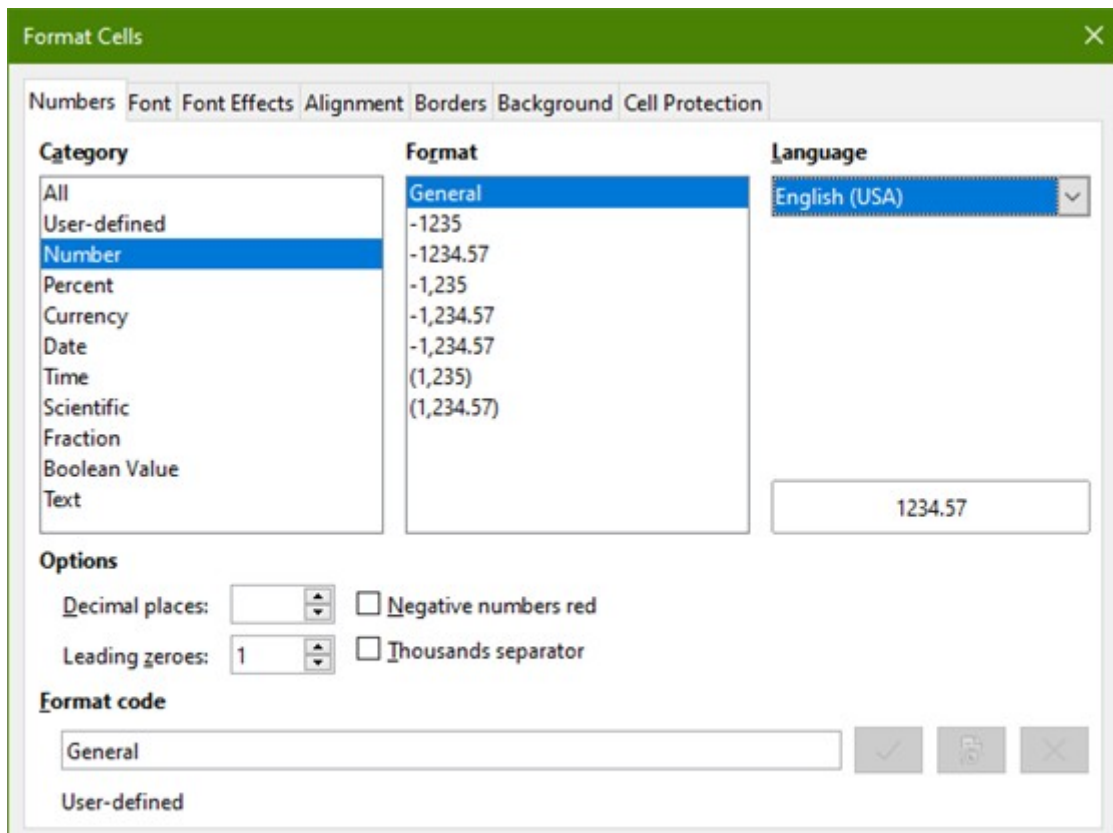 Format Cells
Numbers Font Font Effects Alignment Borders Background Cell Protection
Category
All
User-defined
Number
Percent
Currency
Date
Time
Scientific
Fraction
Boolean Value
Text
Format
General
-1235
-1234.57
-1,235
-1,234.57
-1,234.57
(1,235)
(1,234.57)
Language
English (USA)
1234.57
Options
Decimal places:
Negative numbers red
Leading zeroes: 1
Thousands separator
Format code
General
User-defined